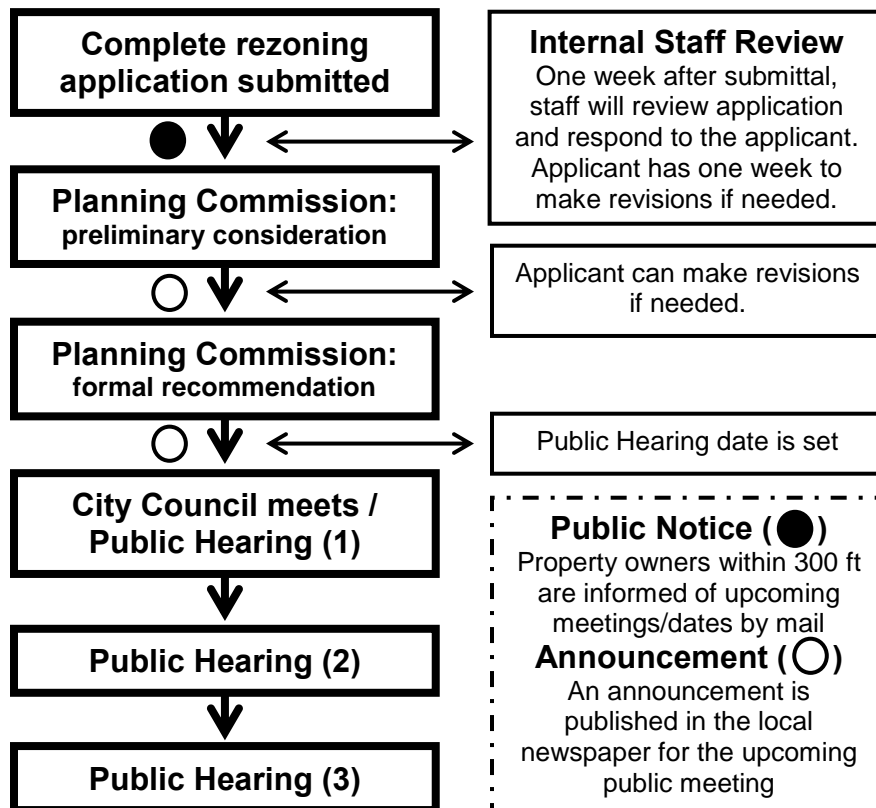 Complete rezoning
application submitted
Internal Staff Review
One week after submittal,
staff will review application
and respond to the applicant.
Applicant has one week to
make revisions if needed.
Planning Commission:
preliminary consideration
Applicant can make revisions
if needed.
Planning Commission:
formal recommendation
Public Hearing date is set
City Council meets /
Public Hearing (1)
Public Hearing (2)
Public Hearing (3)
Public Notice (●)
Property owners within 300 ft
are informed of upcoming
meetings/dates by mail
Announcement (○)
An announcement is
published in the local
newspaper for the upcoming
public meeting